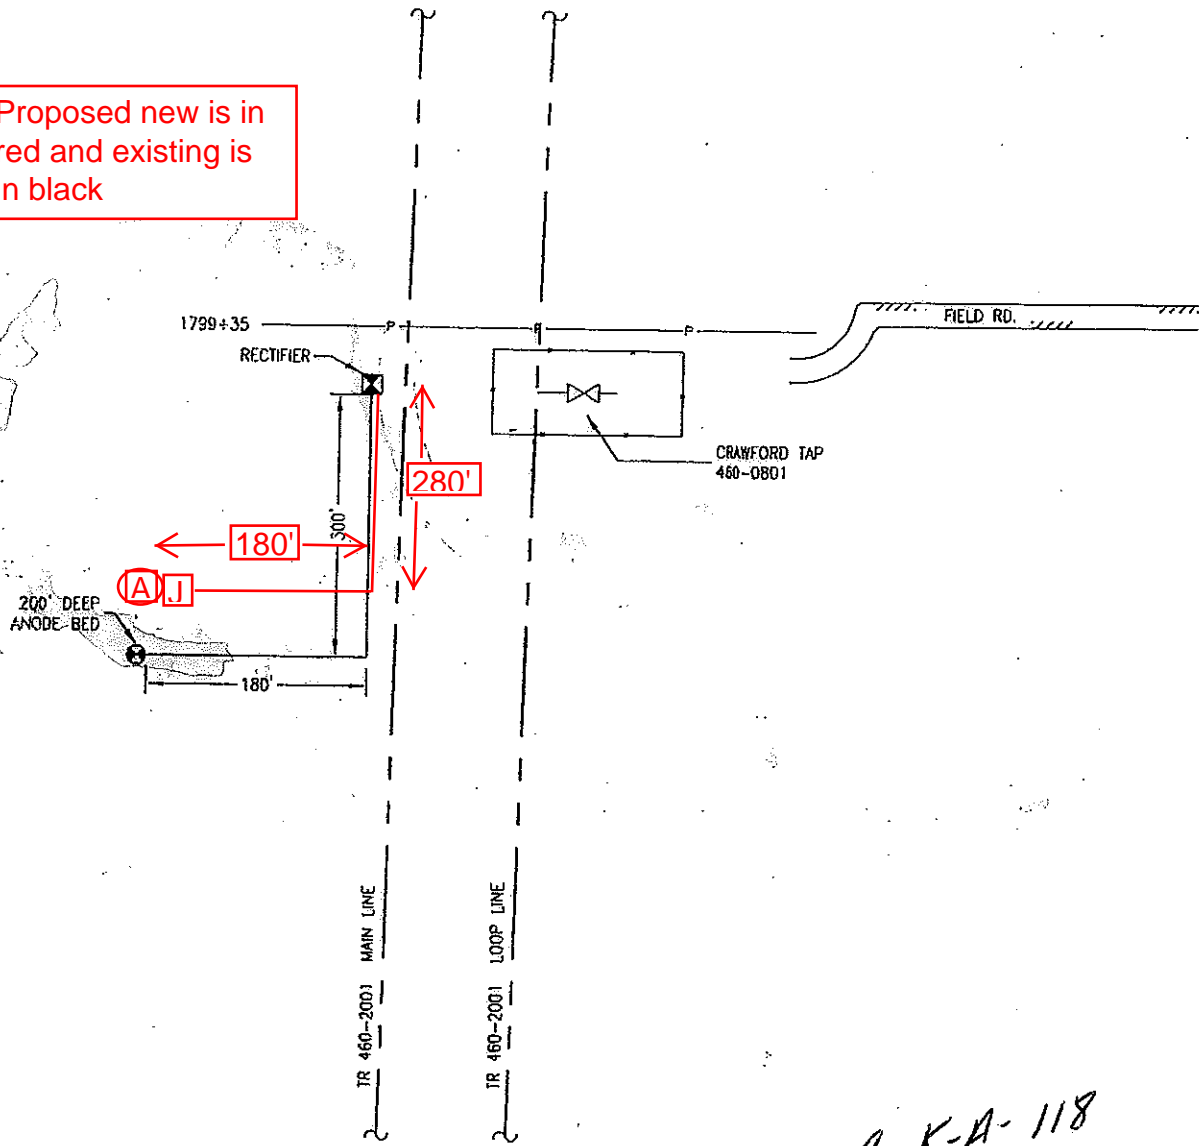 Proposed new is in
red and existing is
in black
1799+35
P
P
P
FIELD RD.
RECTIFIER
CRAWFORD TAP
460-0801
280'
300'
180'
A
J
200' DEEP
ANODE BED
180'
TR 460-2001 MAIN LINE
TR 460-2001 LOOP LINE
K-A-118